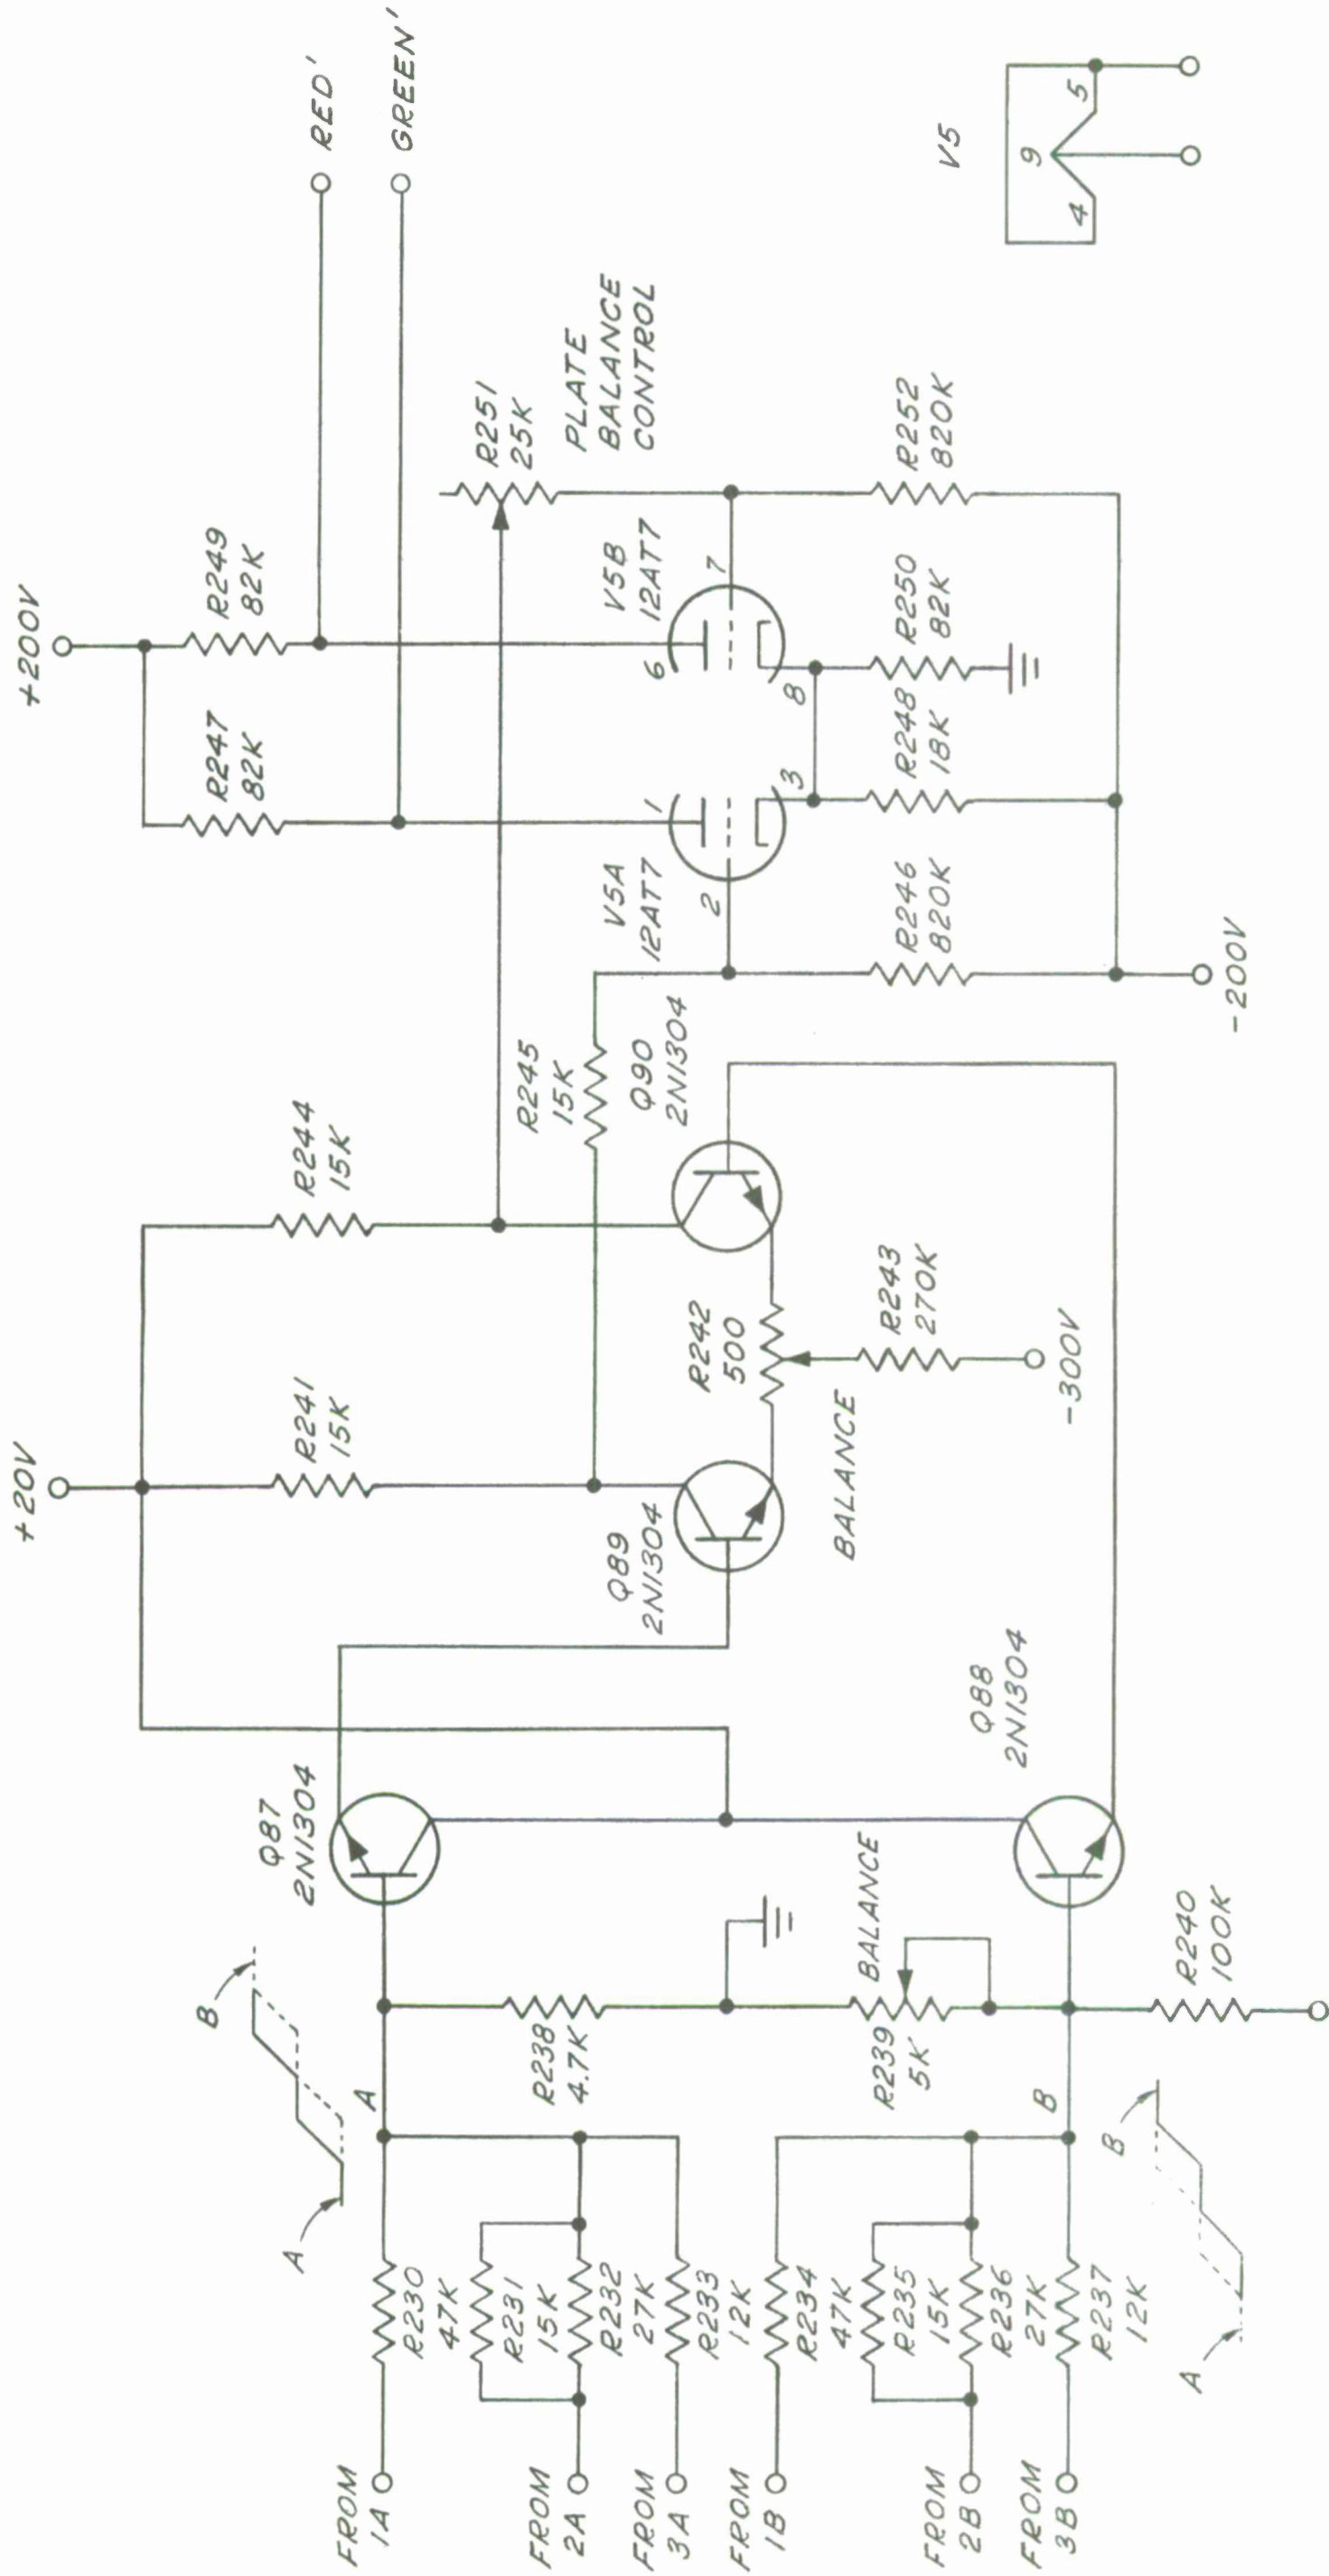 FROM
1A
FROM
2A
FROM
3A
FROM
1B
FROM
2B
FROM
3B
R230
47K
R231
15K
R232
27K
R233
12K
R234
47K
R235
15K
R236
27K
R237
12K
A
B
A
A
B
B
R238
4.7K
R239
5K
BALANCE
R240
100K
Q87
2N1304
Q88
2N1304
+20V
R241
15K
R244
15K
Q89
2N1304
BALANCE
R242
500
R243
270K
-300V
Q90
2N1304
R245
15K
+200V
R247
82K
R249
82K
RED'
GREEN'
R251
25K
PLATE
BALANCE
CONTROL
V5A
12AT7
1
2
3
V5B
12AT7
6
7
8
R246
820K
R248
18K
R250
82K
R252
820K
-200V
V5
4
9
5